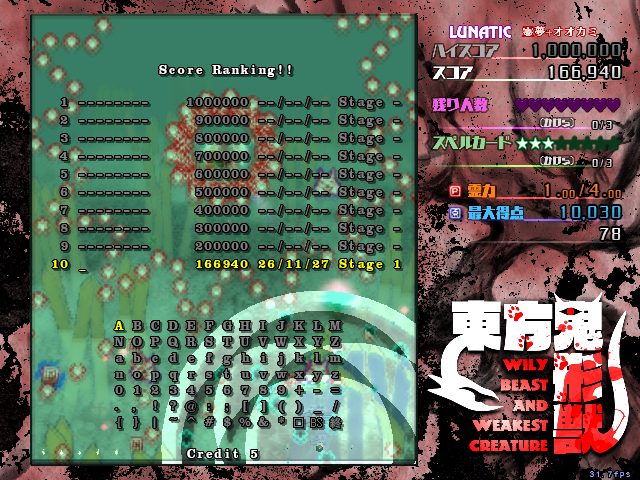 Score Ranking!!
1 -------- 1000000 --/--/-- Stage -
2 -------- 900000 --/--/-- Stage -
3 -------- 800000 --/--/-- Stage -
4 -------- 700000 --/--/-- Stage -
5 -------- 600000 --/--/-- Stage -
6 -------- 500000 --/--/-- Stage -
7 -------- 400000 --/--/-- Stage -
8 -------- 300000 --/--/-- Stage -
9 -------- 200000 --/--/-- Stage -
10 _ 166940 26/11/27 Stage 1
A B C D E F G H I J K L M
N O P Q R S T U V W X Y Z
a b c d e f g h i j k l m
n o p q r s t u v w x y z
0 1 2 3 4 5 6 7 8 9 + - =
. , ! ? @ : ; [ ] ( ) _ /
{ } | ~ ^ # $ % & * □ BS 終
Credit 5
LUNATIC 霊夢+オオカミ
ハイスコア 1,000,000
スコア 166,940
残り人数
(かけら) 0/3
スペルカード ★★★
(かけら) 0/3
P 霊力 1.00/4.00
点 最大得点 10,030
78
東方鬼形獣
WILY
BEAST
AND
WEAKEST
CREATURE
31.7fps